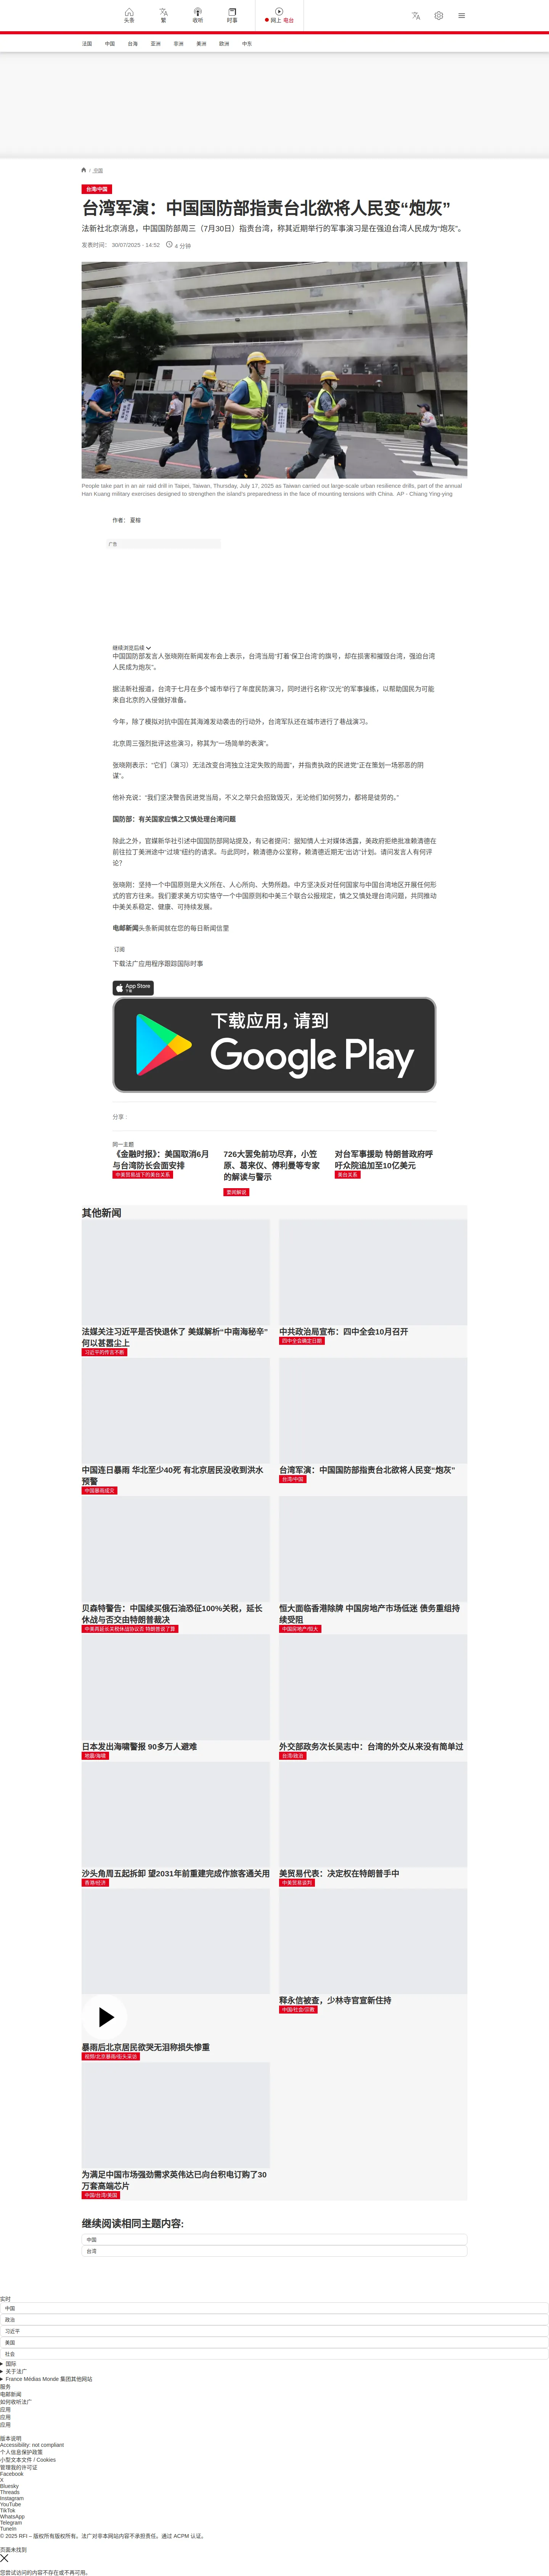 头条
繁
收听
时事
网上 电台
法国
中国
台海
亚洲
非洲
美洲
欧洲
中东
/ 中国
台湾/中国
台湾军演：中国国防部指责台北欲将人民变“炮灰”
法新社北京消息，中国国防部周三（7月30日）指责台湾，称其近期举行的军事演习是在强迫台湾人民成为“炮灰”。
发表时间： 30/07/2025 - 14:52
4 分钟
People take part in an air raid drill in Taipei, Taiwan, Thursday, July 17, 2025 as Taiwan carried out large-scale urban resilience drills, part of the annual
Han Kuang military exercises designed to strengthen the island's preparedness in the face of mounting tensions with China. AP - Chiang Ying-ying
作者： 夏榕
广告
继续浏览后续
中国国防部发言人张晓刚在新闻发布会上表示，台湾当局“打着‘保卫台湾’的旗号，却在损害和摧毁台湾，强迫台湾
人民成为炮灰”。
据法新社报道，台湾于七月在多个城市举行了年度民防演习，同时进行名称“汉光”的军事操练，以帮助国民为可能
来自北京的入侵做好准备。
今年，除了模拟对抗中国在其海滩发动袭击的行动外，台湾军队还在城市进行了巷战演习。
北京周三强烈批评这些演习，称其为“一场简单的表演”。
张晓刚表示：“它们（演习）无法改变台湾独立注定失败的局面”，并指责执政的民进党“正在策划一场邪恶的阴
谋”。
他补充说：“我们坚决警告民进党当局，不义之举只会招致毁灭，无论他们如何努力，都将是徒劳的。”
国防部：有关国家应慎之又慎处理台湾问题
除此之外，官媒新华社引述中国国防部网站提及，有记者提问：据知情人士对媒体透露，美政府拒绝批准赖清德在
前往拉丁美洲途中“过境”纽约的请求。与此同时，赖清德办公室称，赖清德近期无“出访”计划。请问发言人有何评
论？
张晓刚：坚持一个中国原则是大义所在、人心所向、大势所趋。中方坚决反对任何国家与中国台湾地区开展任何形
式的官方往来。我们要求美方切实恪守一个中国原则和中美三个联合公报规定，慎之又慎处理台湾问题，共同推动
中美关系稳定、健康、可持续发展。
电邮新闻头条新闻就在您的每日新闻信里
订阅
下载法广应用程序跟踪国际时事
App Store
下载
下载应用，请到
Google Play
分享 :
同一主题
《金融时报》：美国取消6月
与台湾防长会面安排
中美贸易战下的美台关系
726大罢免前功尽弃，小笠
原、葛来仪、傅利曼等专家
的解读与警示
要闻解说
对台军事援助 特朗普政府呼
吁众院追加至10亿美元
美台关系
其他新闻
法媒关注习近平是否快退休了 美媒解析“中南海秘辛”
何以甚嚣尘上
习近平的传言不断
中共政治局宣布：四中全会10月召开
四中全会确定日期
中国连日暴雨 华北至少40死 有北京居民没收到洪水
预警
中国暴雨成灾
台湾军演：中国国防部指责台北欲将人民变“炮灰”
台湾/中国
贝森特警告：中国续买俄石油恐征100%关税，延长
休战与否交由特朗普裁决
中美两延长关税休战协议否 特朗普说了算
恒大面临香港除牌 中国房地产市场低迷 债务重组持
续受阻
中国房地产/恒大
日本发出海啸警报 90多万人避难
地震/海啸
外交部政务次长吴志中：台湾的外交从来没有简单过
台湾/政治
沙头角周五起拆卸 望2031年前重建完成作旅客通关用
香港/经济
美贸易代表：决定权在特朗普手中
中美贸易谈判
暴雨后北京居民欲哭无泪称损失惨重
视频/北京暴雨/街头采访
释永信被查，少林寺官宣新住持
中国/社会/宗教
为满足中国市场强劲需求英伟达已向台积电订购了30
万套高端芯片
中国/台湾/美国
继续阅读相同主题内容:
中国
台湾
实时
中国
政治
习近平
美国
社会
国际
关于法广
France Médias Monde 集团其他网站
服务
电邮新闻
如何收听法广
应用
应用
应用
版本说明
Accessibility: not compliant
个人信息保护政策
小型文本文件 / Cookies
管理我的许可证
Facebook
X
Bluesky
Threads
Instagram
YouTube
TikTok
WhatsApp
Telegram
Tunein
© 2025 RFI – 版权所有版权所有。法广对非本网站内容不承担责任。通过 ACPM 认证。
页面未找到
您尝试访问的内容不存在或不再可用。